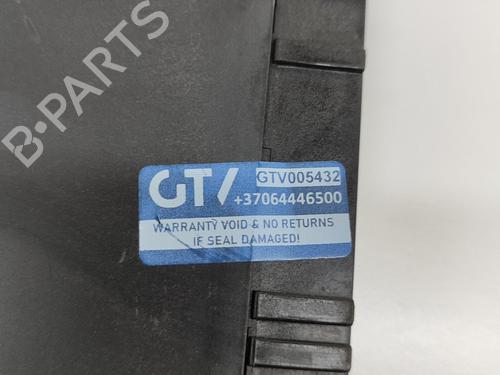 B-PARTS
GTV GTV005432
+37064446500
WARRANTY VOID & NO RETURNS
IF SEAL DAMAGED!